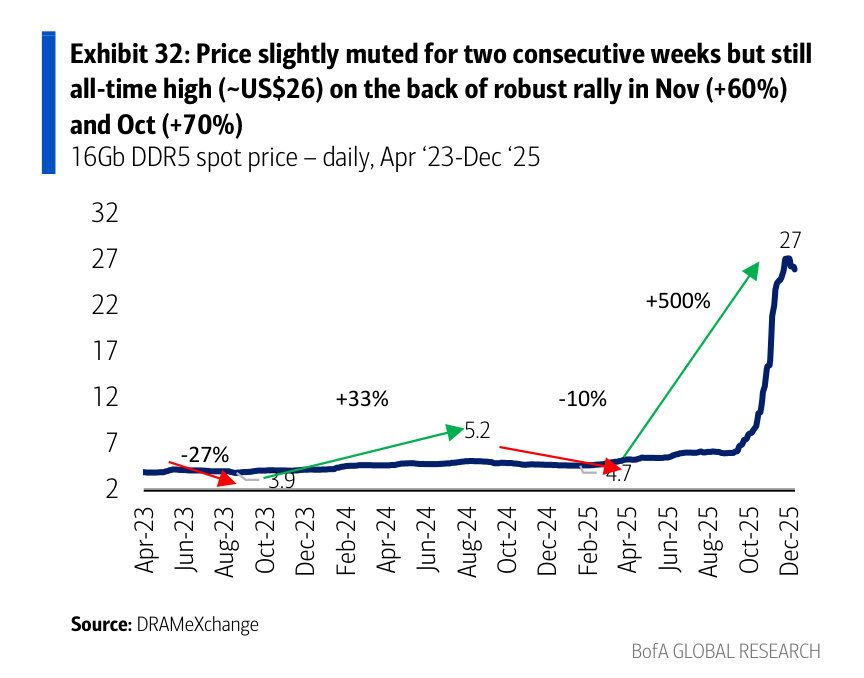 Exhibit 32: Price slightly muted for two consecutive weeks but still
all-time high (~US$26) on the back of robust rally in Nov (+60%)
and Oct (+70%)
16Gb DDR5 spot price – daily, Apr ‘23-Dec ‘25
32
27
22
17
12
7
2
27
+500%
+33%
-10%
5.2
-27%
3.9
4.7
Apr-23
Jun-23
Aug-23
Oct-23
Dec-23
Feb-24
Apr-24
Jun-24
Aug-24
Oct-24
Dec-24
Feb-25
Apr-25
Jun-25
Aug-25
Oct-25
Dec-25
Source: DRAMeXchange
BofA GLOBAL RESEARCH